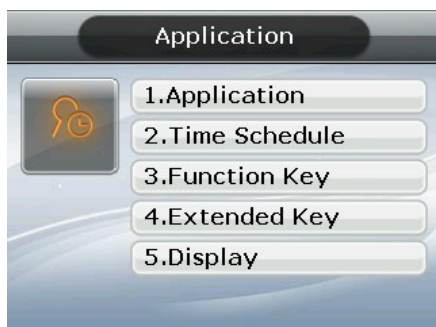 Application
1.Application
2.Time Schedule
3.Function Key
4.Extended Key
5.Display